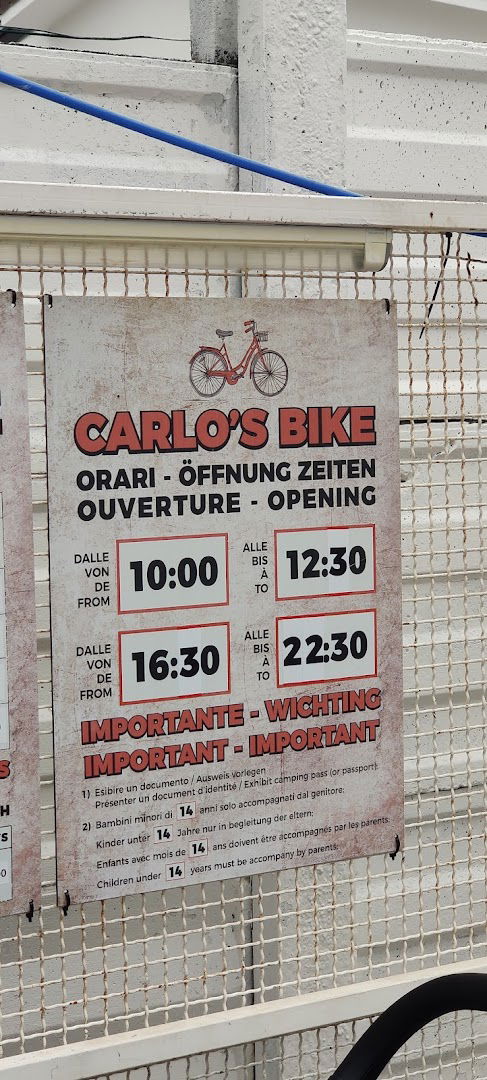 CARLO'S BIKE
ORARI - ÖFFNUNG ZEITEN
OUVERTURE - OPENING
DALLE
VON
DE
FROM
10:00
ALLE
BIS
À
TO
12:30
DALLE
VON
DE
FROM
16:30
ALLE
BIS
À
TO
22:30
IMPORTANTE - WICHTING
IMPORTANT - IMPORTANT
1) Esibire un documento / Ausweis vorlegen
Présenter un document d'identité / Exhibit camping pass (or passport);
2) Bambini minori di 14 anni solo accompagnati dal genitore;
Kinder unter 14 Jahre nur in begleitung der eltern;
Enfants avec mois de 14 ans doivent être accompagnés par les parents;
Children under 14 years must be accompany by parents;